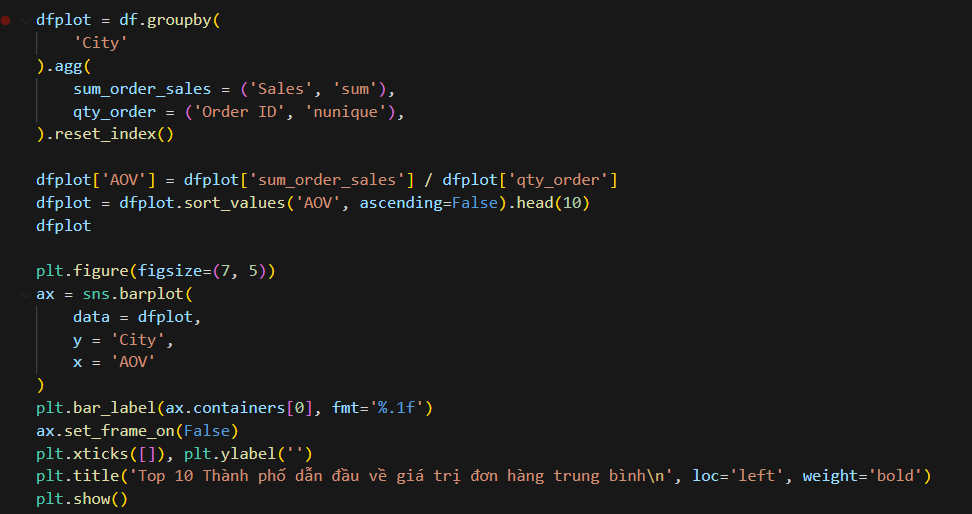 dfplot = df.groupby(
    'City'
).agg(
    sum_order_sales = ('Sales', 'sum'),
    qty_order = ('Order ID', 'nunique'),
).reset_index()

dfplot['AOV'] = dfplot['sum_order_sales'] / dfplot['qty_order']
dfplot = dfplot.sort_values('AOV', ascending=False).head(10)
dfplot

plt.figure(figsize=(7, 5))
ax = sns.barplot(
    data = dfplot,
    y = 'City',
    x = 'AOV'
)
plt.bar_label(ax.containers[0], fmt='%.1f')
ax.set_frame_on(False)
plt.xticks([]), plt.ylabel('')
plt.title('Top 10 Thành phố dẫn đầu về giá trị đơn hàng trung bình\n', loc='left', weight='bold')
plt.show()